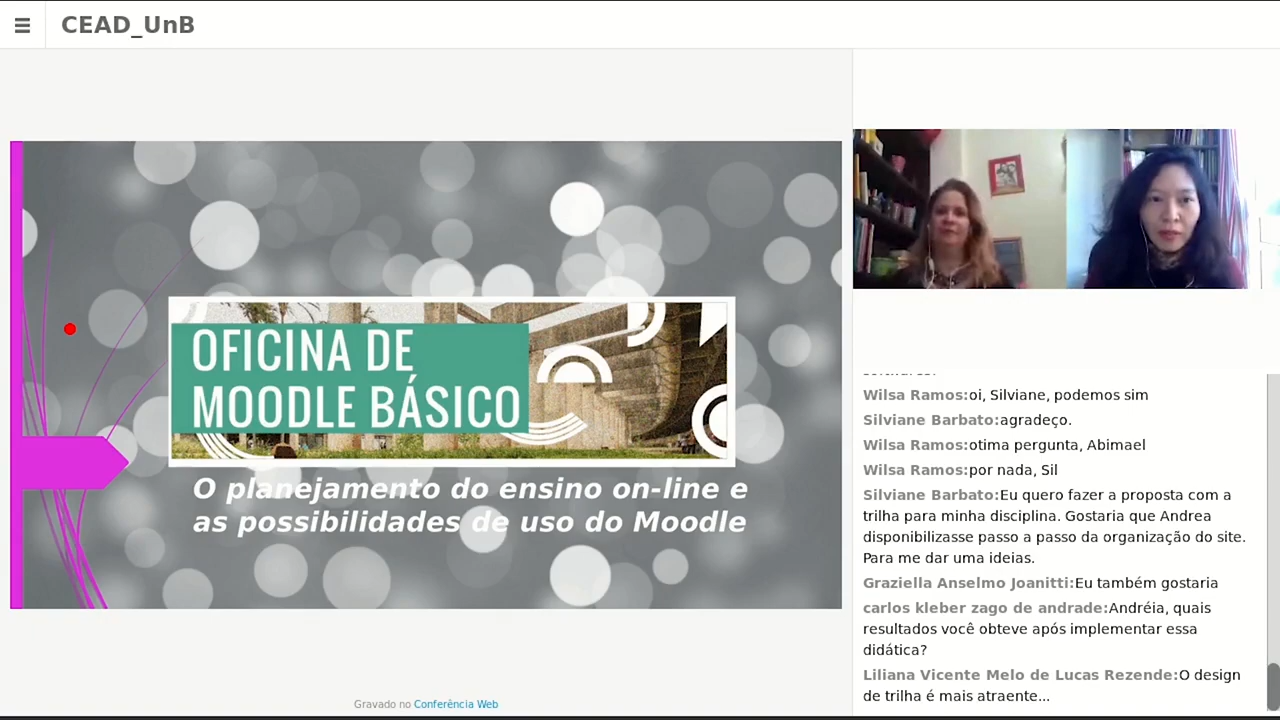 CEAD_UnB
OFICINA DE
MOODLE BÁSICO
O planejamento do ensino on-line e
as possibilidades de uso do Moodle
Gravado no Conferência Web
Wilsa Ramos:oi, Silviane, podemos sim
Silviane Barbato:agradeço.
Wilsa Ramos:otima pergunta, Abimael
Wilsa Ramos:por nada, Sil
Silviane Barbato:Eu quero fazer a proposta com a
trilha para minha disciplina. Gostaria que Andrea
disponibilizasse passo a passo da organização do site.
Para me dar uma ideias.
Graziella Anselmo Joanitti:Eu também gostaria
carlos kleber zago de andrade:Andréia, quais
resultados você obteve após implementar essa
didática?
Liliana Vicente Melo de Lucas Rezende:O design
de trilha é mais atraente...